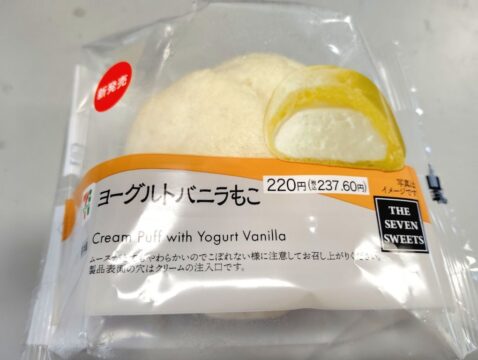 新発売
ヨーグルトバニラもこ
220円(税込237.60円)
写真は
イメージです
Cream Puff with Yogurt Vanilla
THE
SEVEN
SWEETS
やわらかいのでこぼれない様に注意してお召し上がりください。
製品表面の穴はクリームの注入口です。